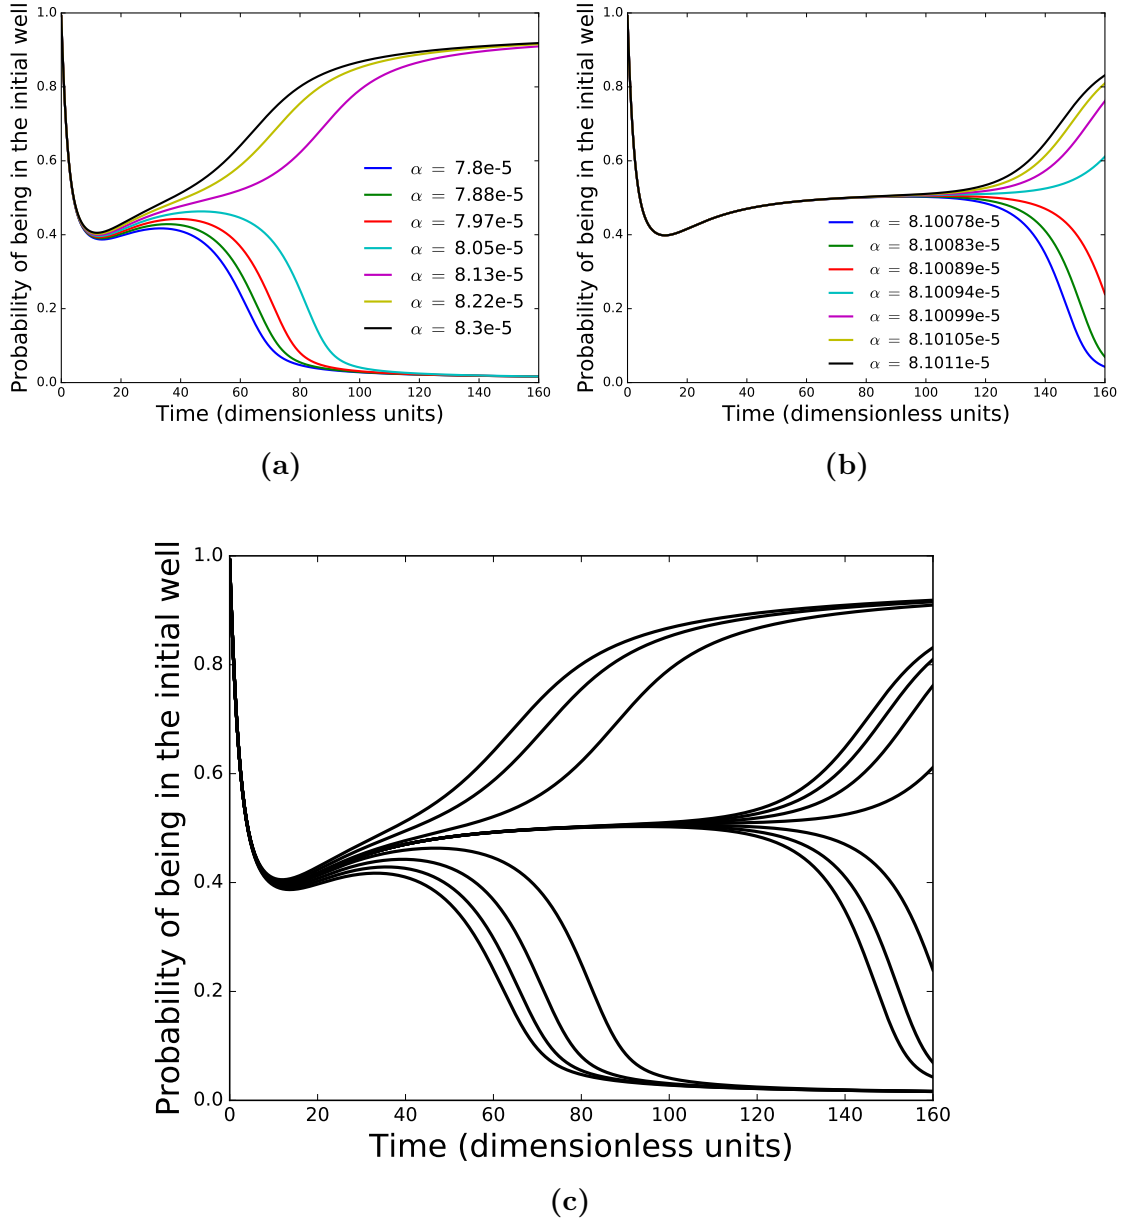 Probability of being in the initial well
1.0
0.8
0.6
0.4
0.2
0.0
0 20 40 60 80 100 120 140 160
Time (dimensionless units)
α = 7.8e-5
α = 7.88e-5
α = 7.97e-5
α = 8.05e-5
α = 8.13e-5
α = 8.22e-5
α = 8.3e-5
(a)
Probability of being in the initial well
1.0
0.8
0.6
0.4
0.2
0.0
0 20 40 60 80 100 120 140 160
Time (dimensionless units)
α = 8.10078e-5
α = 8.10083e-5
α = 8.10089e-5
α = 8.10094e-5
α = 8.10099e-5
α = 8.10105e-5
α = 8.1011e-5
(b)
Probability of being in the initial well
1.0
0.8
0.6
0.4
0.2
0.0
0 20 40 60 80 100 120 140 160
Time (dimensionless units)
(c)